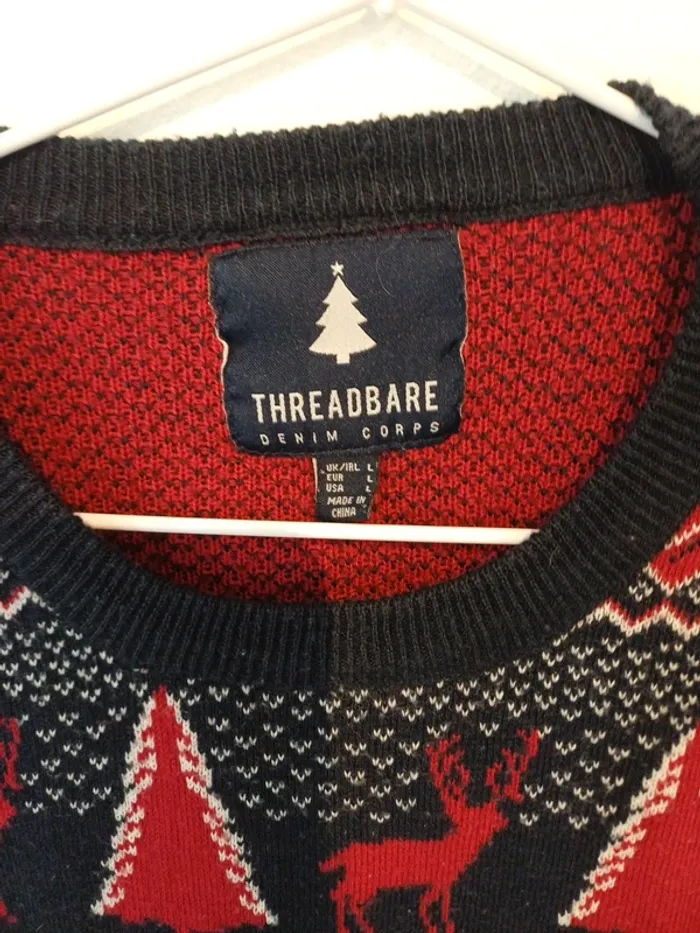 THREADBARE
DENIM CORPS
UK/IRL L
EUR L
USA L
MADE IN
CHINA